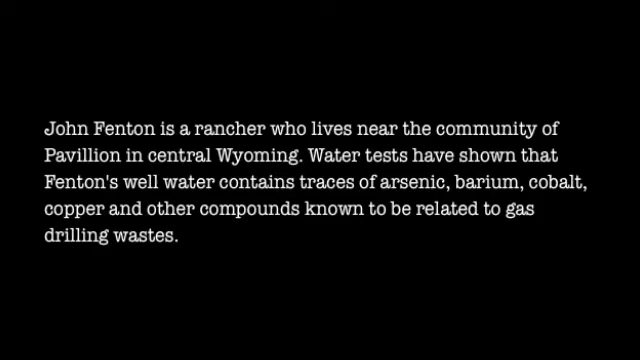 John Fenton is a rancher who lives near the community of
Pavillion in central Wyoming. Water tests have shown that
Fenton's well water contains traces of arsenic, barium, cobalt,
copper and other compounds known to be related to gas
drilling wastes.